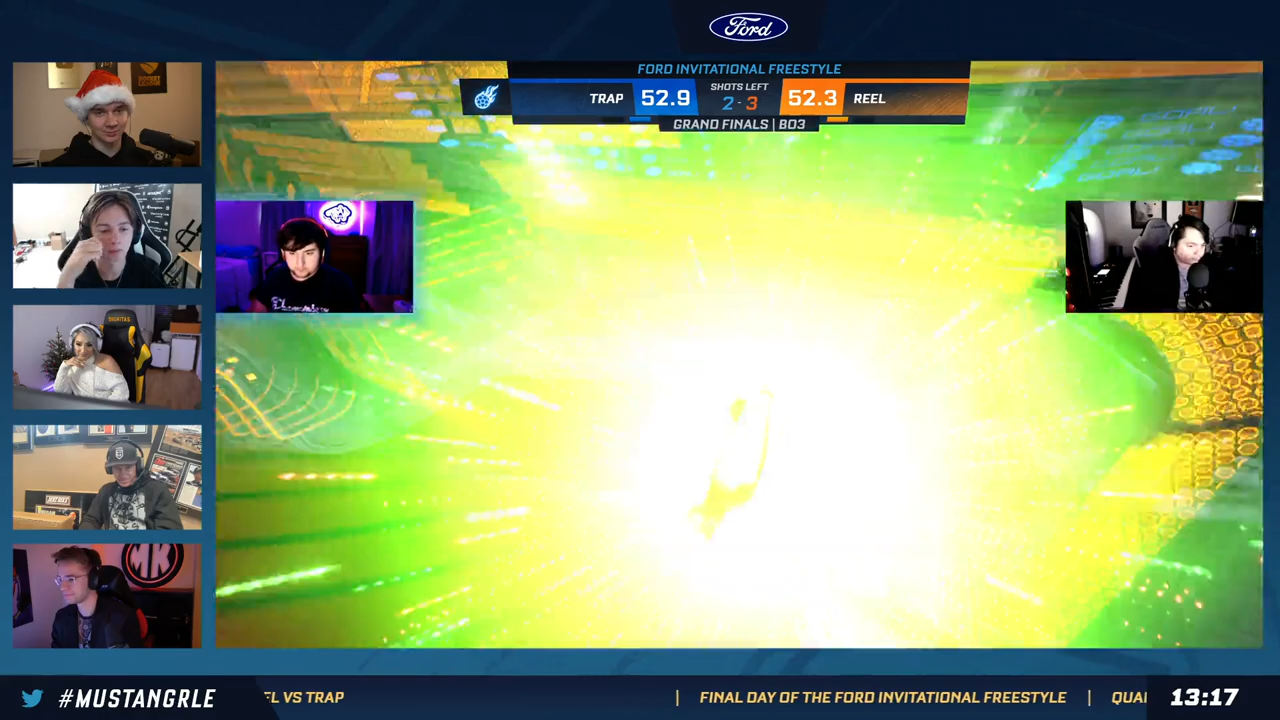 Ford
FORD INVITATIONAL FREESTYLE
TRAP 52.9 SHOTS LEFT 2 - 3 52.3 REEL
GRAND FINALS | BO3
MK
#MUSTANGRLE
EL VS TRAP | FINAL DAY OF THE FORD INVITATIONAL FREESTYLE | QUAI
13:17